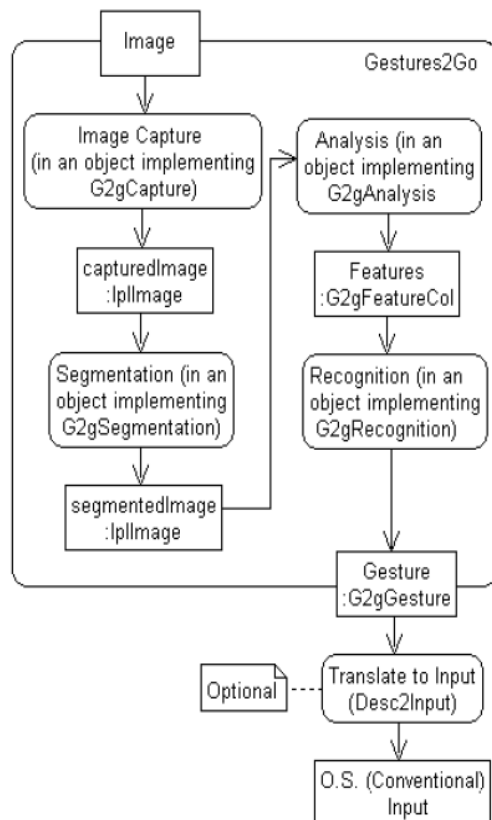 Image
Gestures2Go
Image Capture
(in an object implementing
G2gCapture)
capturedImage
:IplImage
Segmentation (in an
object implementing
G2gSegmentation)
segmentedImage
:IplImage
Analysis (in an
object implementing
G2gAnalysis
Features
:G2gFeatureCol
Recognition (in an
object implementing
G2gRecognition)
Gesture
:G2gGesture
Optional
Translate to Input
(Desc2Input)
O.S. (Conventional)
Input